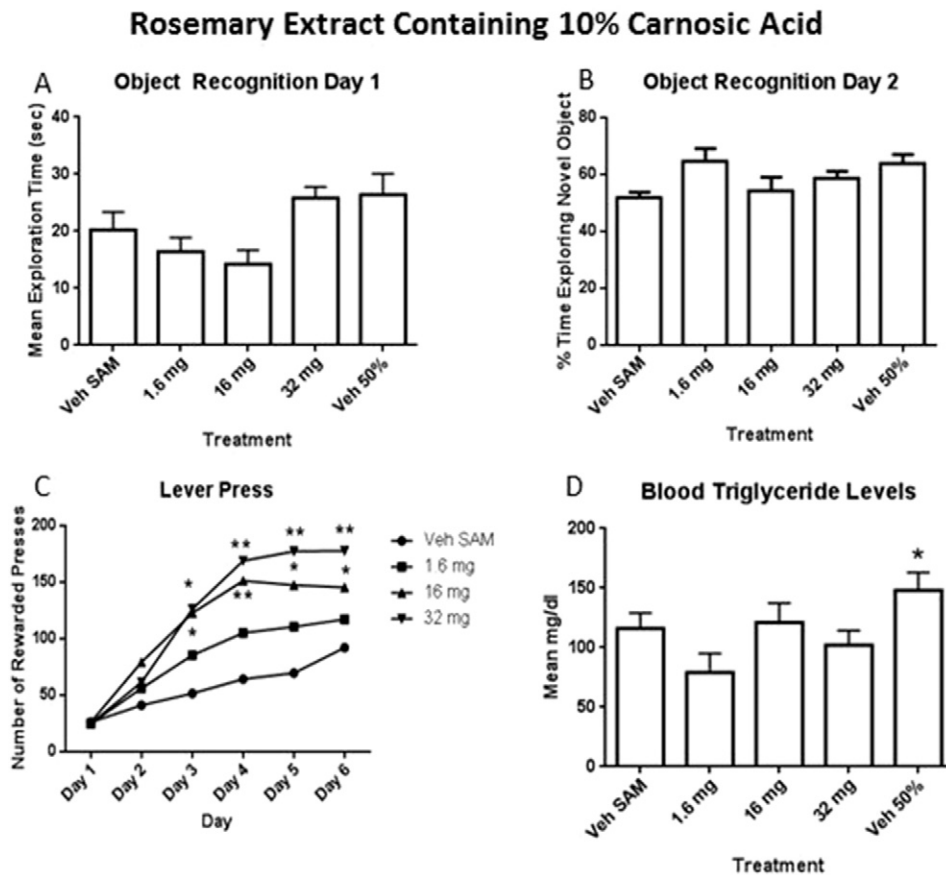 Rosemary Extract Containing 10% Carnosic Acid
A
Object Recognition Day 1
Mean Exploration Time (sec)
40
30
20
10
0
Veh SAM
1.6 mg
16 mg
32 mg
Veh 50%
Treatment
B
Object Recognition Day 2
% Time Exploring Novel Object
80
60
40
20
0
Veh SAM
1.6 mg
16 mg
32 mg
Veh 50%
Treatment
C
Lever Press
Number of Rewarded Presses
200
150
100
50
0
*
*
**
**
**
*
**
*
Day 1
Day 2
Day 3
Day 4
Day 5
Day 6
Day
Veh SAM
1 6 mg
16 mg
32 mg
D
Blood Triglyceride Levels
Mean mg/dl
200
150
100
50
0
*
Veh SAM
1.6 mg
16 mg
32 mg
Veh 50%
Treatment